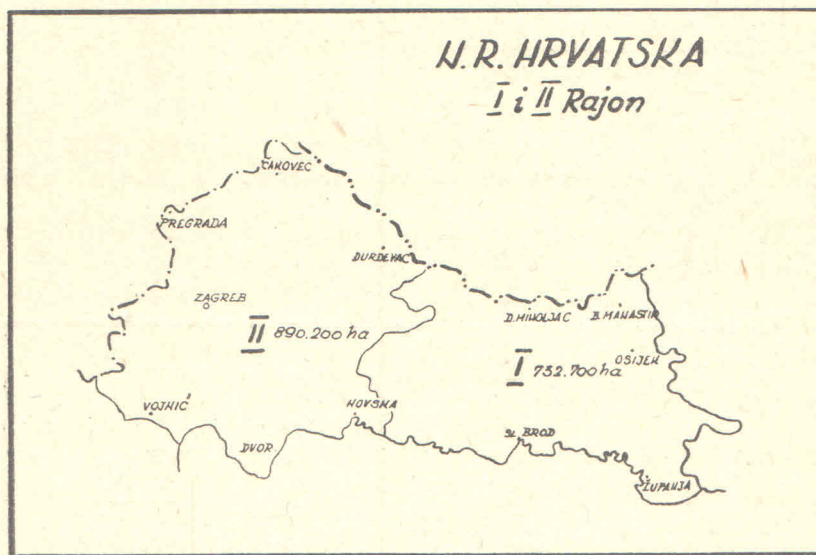 N.R. HRVATSKA
I i II Rajon
ČAKOVEC
PREGRADA
ĐURĐEVAC
ZAGREB
II 890.200 ha
D. MIHOLJAC
B. MANASTIR
OSIJEK
I 732.700 ha
VOJNIĆ
NOVSKA
SL. BROD
DVOR
ŽUPANJA